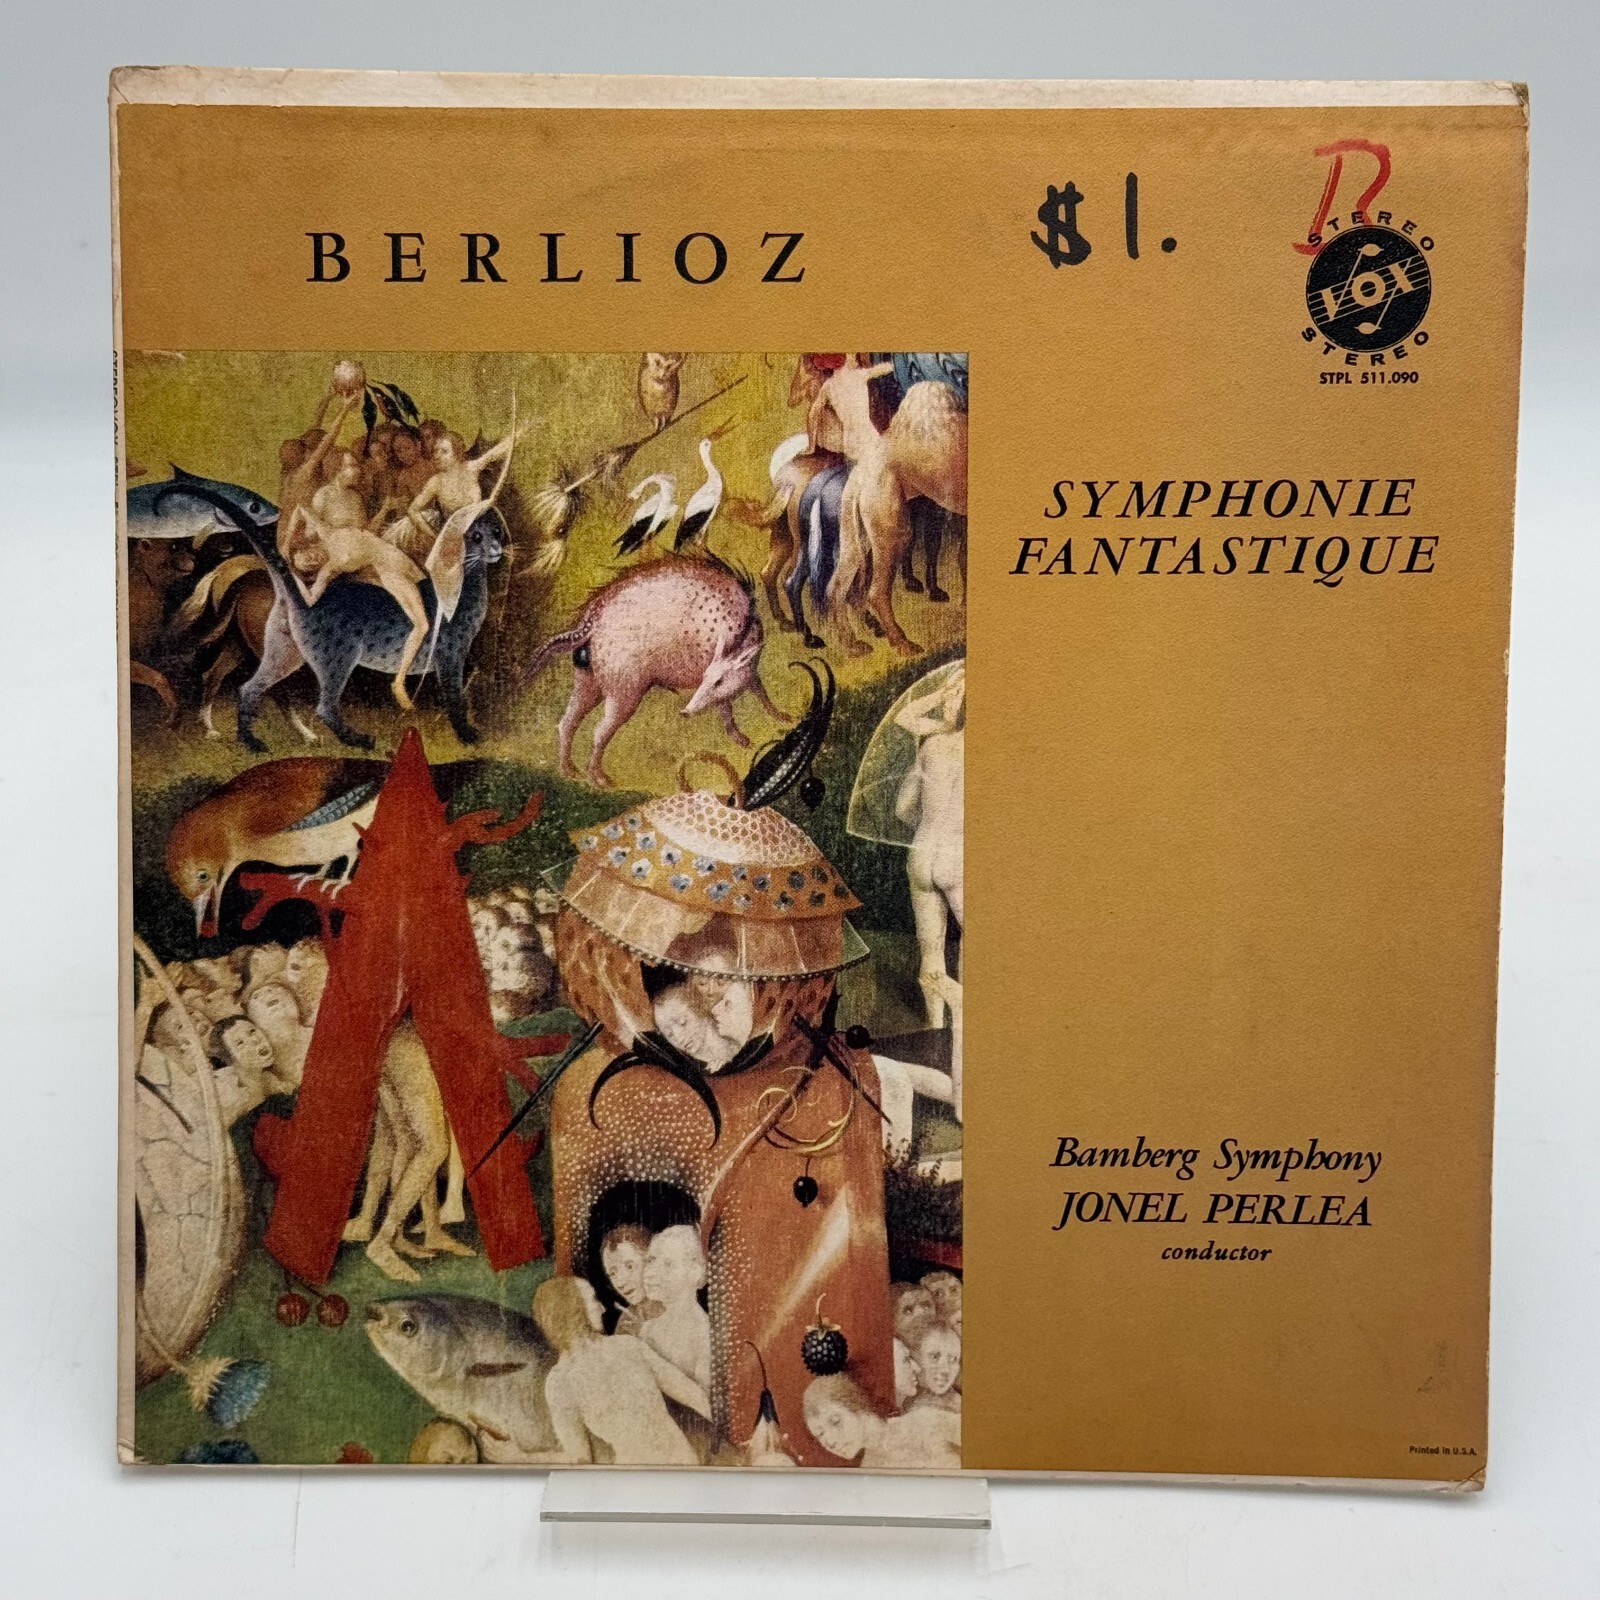 BERLIOZ
$1.
B
STEREO
VOX
STEREO
STPL 511.090
SYMPHONIE
FANTASTIQUE
Bamberg Symphony
JONEL PERLEA
conductor
Printed in U.S.A.